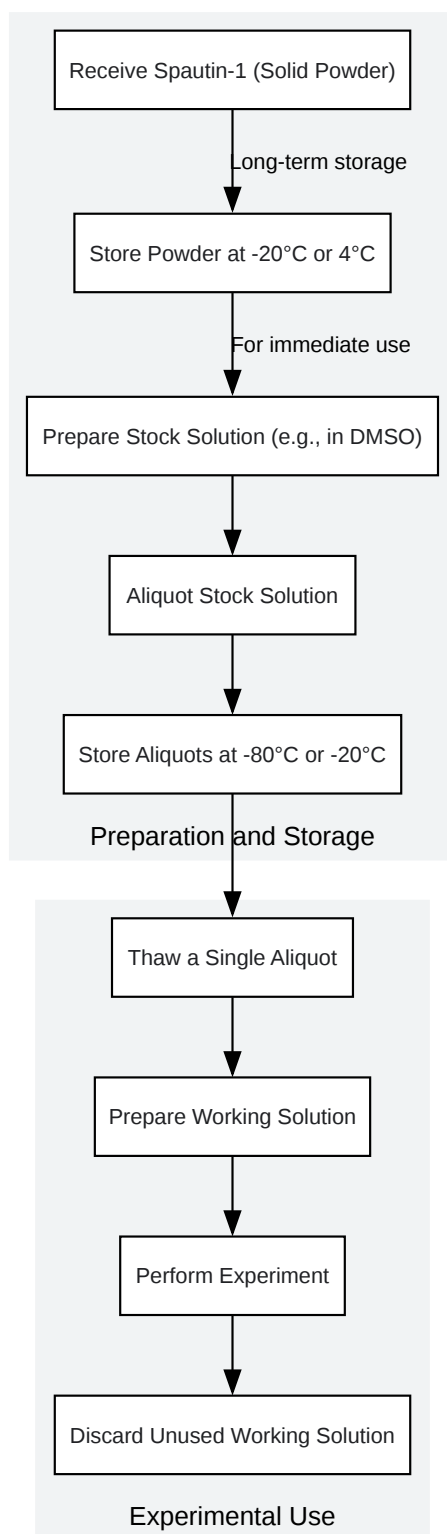 Receive Spautin-1 (Solid Powder)
Long-term storage
Store Powder at -20°C or 4°C
For immediate use
Prepare Stock Solution (e.g., in DMSO)
Aliquot Stock Solution
Store Aliquots at -80°C or -20°C
Preparation and Storage
Thaw a Single Aliquot
Prepare Working Solution
Perform Experiment
Discard Unused Working Solution
Experimental Use